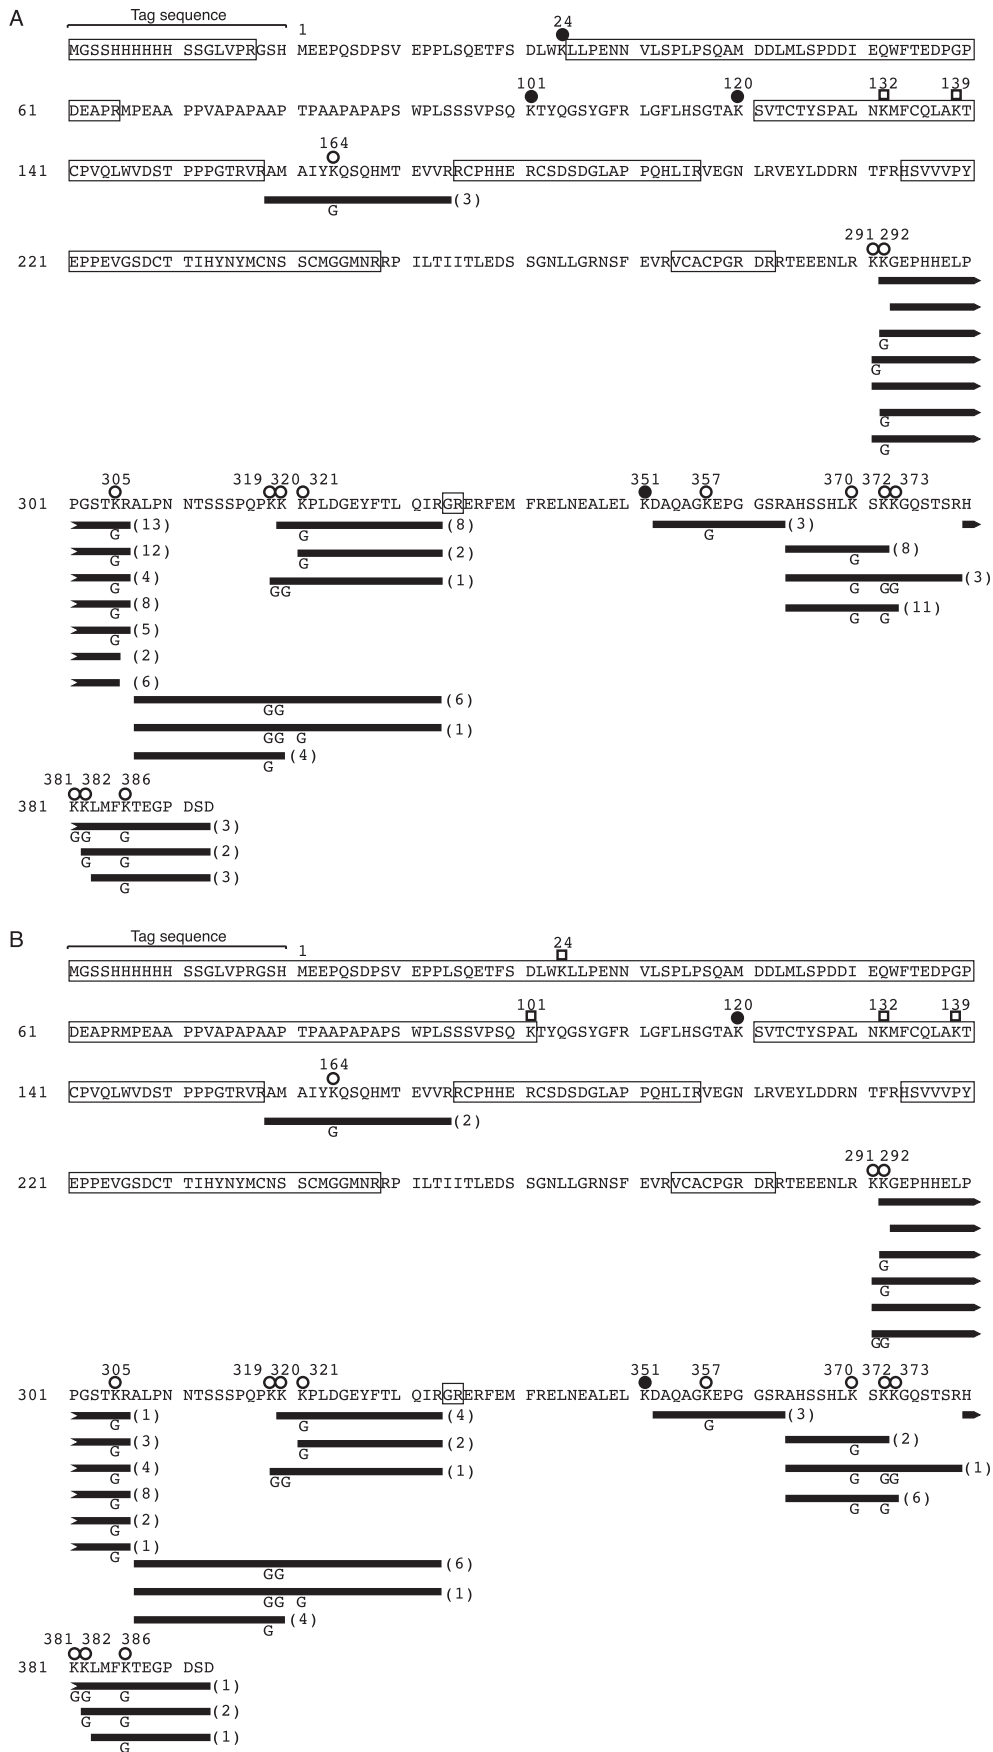 A
Tag sequence
1
24
MGSSHHHHHH SSGLVPRGSH MEEPQSDPSV EPPLSQETFS DLWKLLPENN VLSPLPSQAM DDLMLSPDDI EQWFTEDPGP
101 120 132 139
61 DEAPRMPEAA PPVAPAPAAP TPAAPAPAPS WPLSSSVPSQ KTYQGSYGFR LGFLHSGTAK SVTCTYSPAL NKMFCQLAKT
164
141 CPVQLWVDST PPPGTRVRAM AIYKQSQHMT EVVRRCPHHE RCSDSDGLAP PQHLIRVEGN LRVEYLDDRN TFRHSVVVPY
(3)
G
291 292
221 EPPEVGSDCT TIHYNYMCNS SCMGGMNRRP ILTIITLEDS SGNLLGRNSF EVRVCACPGR DRRTEEENLR KKGEPHHELP
G
G
G
G
305 319 320 321 351 357 370 372 373
301 PGSTKRALPN NTSSSPQPKK KPLDGEYFTL QIRGRERFEM FRELNEALEL KDAQAGKEPG GSRAHSSHLK SKKGQSTSRH
(13) (8) (3)
G G G
(12) (2) (8)
G G G
(4) (1) (3)
G GG G GG
(8) (11)
G G G
(5)
G
(2)
(6)
(6)
GG
(1)
GG G
(4)
G
381 382 386
381 KKLMFKTEGP DSD
(3)
GG G
(2)
G G
(3)
G
B
Tag sequence
1
24
MGSSHHHHHH SSGLVPRGSH MEEPQSDPSV EPPLSQETFS DLWKLLPENN VLSPLPSQAM DDLMLSPDDI EQWFTEDPGP
101 120 132 139
61 DEAPRMPEAA PPVAPAPAAP TPAAPAPAPS WPLSSSVPSQ KTYQGSYGFR LGFLHSGTAK SVTCTYSPAL NKMFCQLAKT
164
141 CPVQLWVDST PPPGTRVRAM AIYKQSQHMT EVVRRCPHHE RCSDSDGLAP PQHLIRVEGN LRVEYLDDRN TFRHSVVVPY
(2)
G
291 292
221 EPPEVGSDCT TIHYNYMCNS SCMGGMNRRP ILTIITLEDS SGNLLGRNSF EVRVCACPGR DRRTEEENLR KKGEPHHELP
G
G
GG
305 319 320 321 351 357 370 372 373
301 PGSTKRALPN NTSSSPQPKK KPLDGEYFTL QIRGRERFEM FRELNEALEL KDAQAGKEPG GSRAHSSHLK SKKGQSTSRH
(1) (4) (3)
G G G
(3) (2) (2)
G G G
(4) (1) (1)
G GG G GG
(8) (6)
G G G
(2)
G
(1)
G
(6)
GG
(1)
GG G
(4)
G
381 382 386
381 KKLMFKTEGP DSD
(1)
GG G
(2)
G G
(1)
G